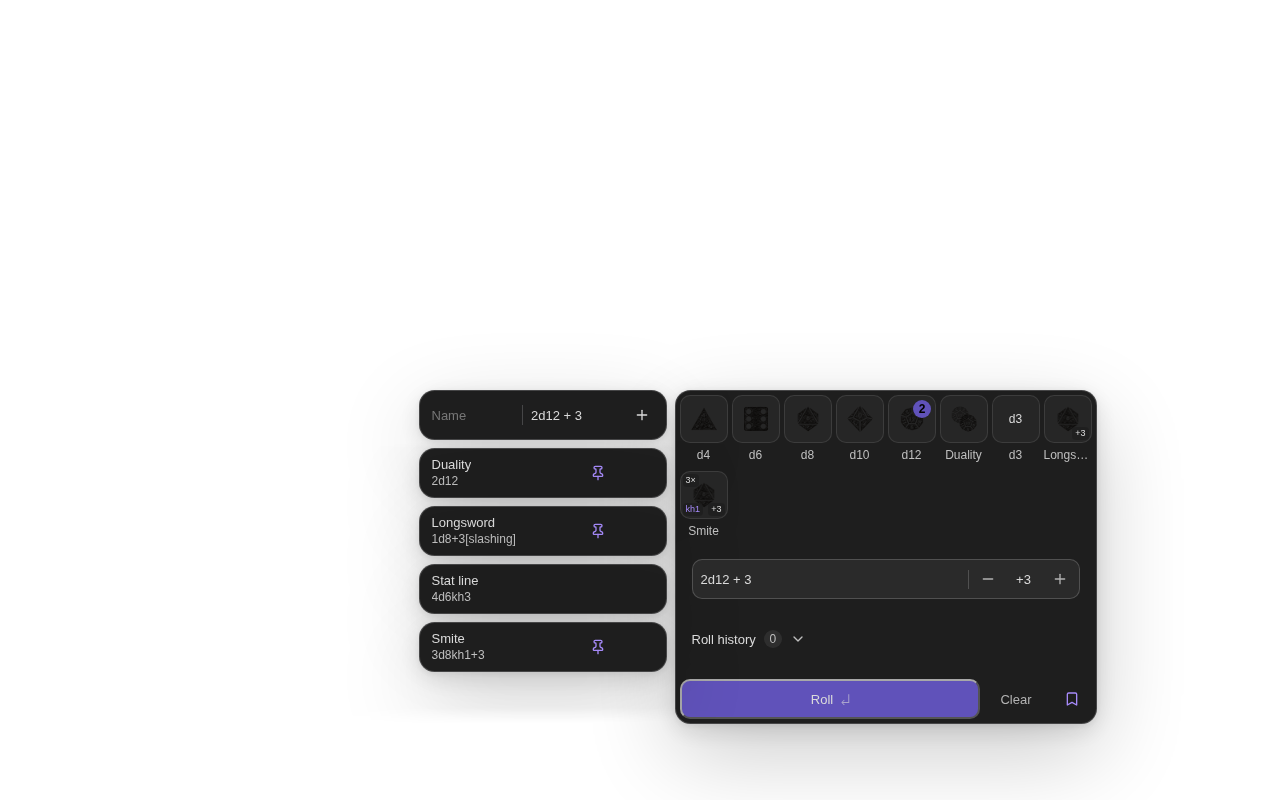 Name
2d12 + 3
Duality
2d12
Longsword
1d8+3[slashing]
Stat line
4d6kh3
Smite
3d8kh1+3
2
d3
+3
d4
d6
d8
d10
d12
Duality
d3
Longs…
3×
kh1
+3
Smite
2d12 + 3
+3
Roll history
0
Roll
Clear